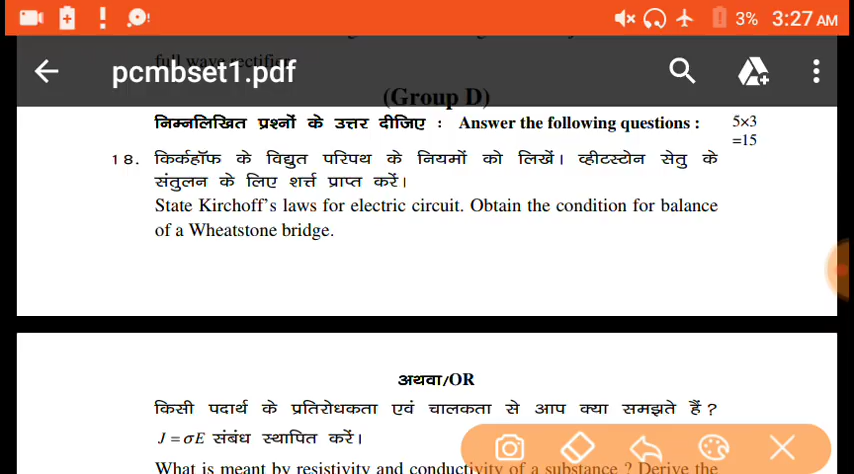 3% 3:27 AM
full wave rectifier
pcmbset1.pdf
(Group D)
निम्नलिखित प्रश्नों के उत्तर दीजिए : Answer the following questions : 5×3
=15
18. किर्कहॉफ के विद्युत परिपथ के नियमों को लिखें। व्हीटस्टोन सेतु के
संतुलन के लिए शर्त्त प्राप्त करें।
State Kirchoff's laws for electric circuit. Obtain the condition for balance
of a Wheatstone bridge.
अथवा/OR
किसी पदार्थ के प्रतिरोधकता एवं चालकता से आप क्या समझते हैं ?
J = σE संबंध स्थापित करें।
What is meant by resistivity and conductivity of a substance ? Derive the